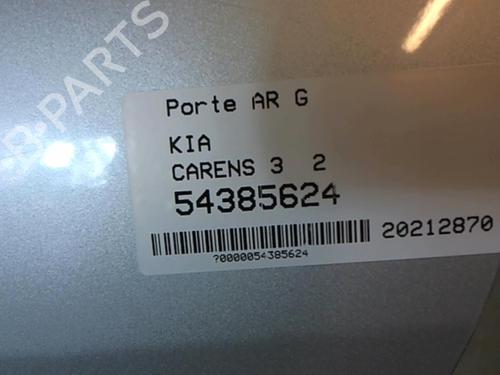 B-PARTS
Porte AR G
KIA
CARENS 3 2
54385624
20212870
?0000054385624